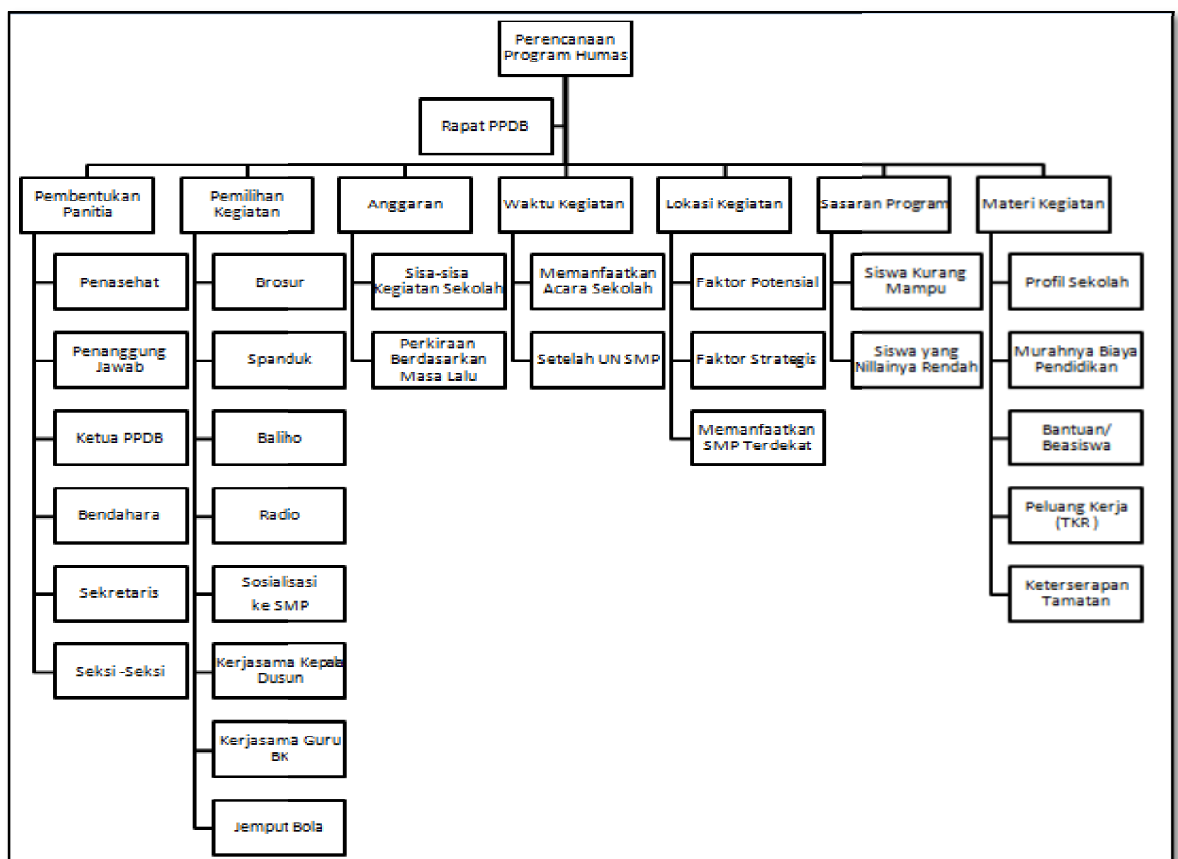 Perencanaan
Program Humas
Rapat PPDB
Pembentukan
Panitia
Pemilihan
Kegiatan
Anggaran
Waktu Kegiatan
Lokasi Kegiatan
Sasaran Program
Materi Kegiatan
Penasehat
Penanggung
Jawab
Ketua PPDB
Bendahara
Sekretaris
Seksi -Seksi
Brosur
Spanduk
Baliho
Radio
Sosialisasi
ke SMP
Kerjasama Kepala
Dusun
Kerjasama Guru
BK
Jemput Bola
Sisa-sisa
Kegiatan Sekolah
Perkiraan
Berdasarkan
Masa Lalu
Memanfaatkan
Acara Sekolah
Setelah UN SMP
Faktor Potensial
Faktor Strategis
Memanfaatkan
SMP Terdekat
Siswa Kurang
Mampu
Siswa yang
Nillainya Rendah
Profil Sekolah
Murahnya Biaya
Pendidikan
Bantuan/
Beasiswa
Peluang Kerja
(TKR )
Keterserapan
Tamatan